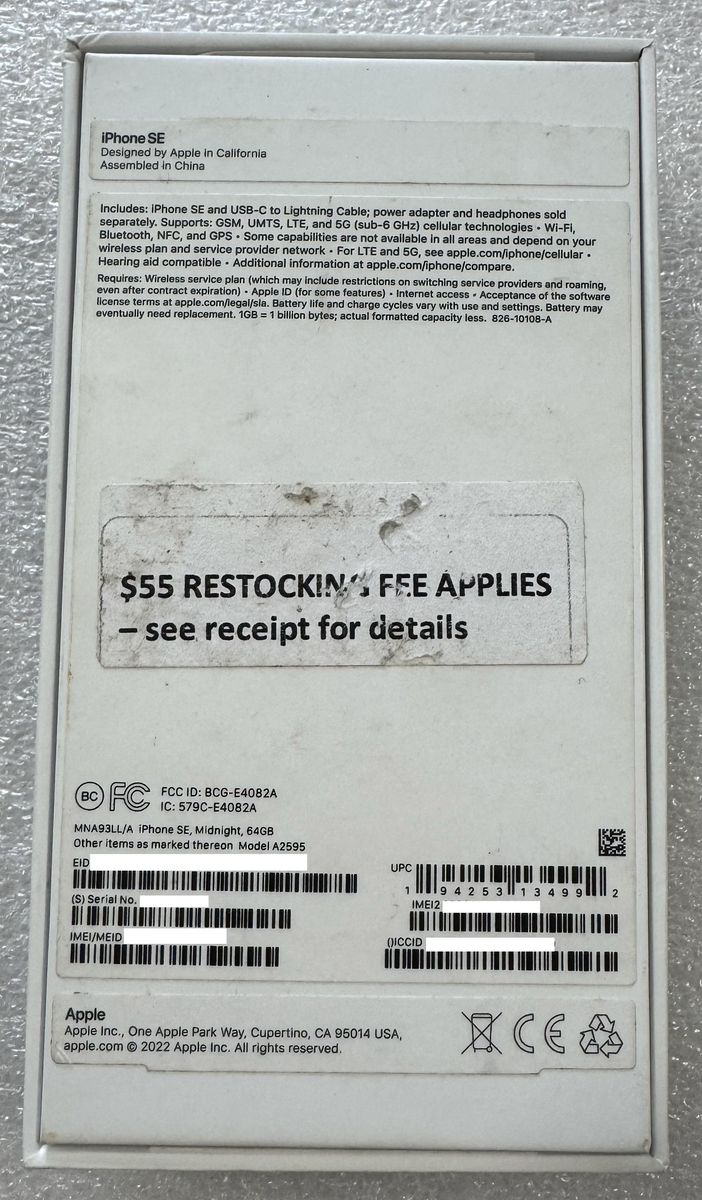 iPhone SE
Designed by Apple in California
Assembled in China
Includes: iPhone SE and USB-C to Lightning Cable; power adapter and headphones sold
separately. Supports: GSM, UMTS, LTE, and 5G (sub-6 GHz) cellular technologies • Wi-Fi,
Bluetooth, NFC, and GPS • Some capabilities are not available in all areas and depend on your
wireless plan and service provider network • For LTE and 5G, see apple.com/iphone/cellular •
Hearing aid compatible • Additional information at apple.com/iphone/compare.
Requires: Wireless service plan (which may include restrictions on switching service providers and roaming,
even after contract expiration) • Apple ID (for some features) • Internet access • Acceptance of the software
license terms at apple.com/legal/sla. Battery life and charge cycles vary with use and settings. Battery may
eventually need replacement. 1GB = 1 billion bytes; actual formatted capacity less. 826-10108-A
$55 RESTOCKING FEE APPLIES
– see receipt for details
BC FC FCC ID: BCG-E4082A
IC: 579C-E4082A
MNA93LL/A iPhone SE, Midnight, 64GB
Other items as marked thereon Model A2595
EID
(S) Serial No.
IMEI/MEID
UPC
1 94253 13499 2
IMEI2
()ICCID
Apple
Apple Inc., One Apple Park Way, Cupertino, CA 95014 USA,
apple.com © 2022 Apple Inc. All rights reserved.
CE